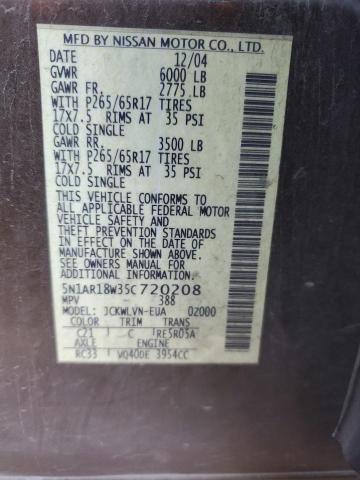 MFD BY NISSAN MOTOR CO., LTD.
DATE 12/04
GVWR 6000 LB
GAWR FR. 2775 LB
WITH P265/65R17 TIRES
17X7.5 RIMS AT 35 PSI
COLD SINGLE
GAWR RR. 3500 LB
WITH P265/65R17 TIRES
17X7.5 RIMS AT 35 PSI
COLD SINGLE
THIS VEHICLE CONFORMS TO
ALL APPLICABLE FEDERAL MOTOR
VEHICLE SAFETY AND
THEFT PREVENTION STANDARDS
IN EFFECT ON THE DATE OF
MANUFACTURE SHOWN ABOVE.
SEE OWNERS MANUAL FOR
ADDITIONAL INFORMATION
5N1AR18W35C720208
MPV 388
MODEL: JCKWLVN-EUA 02000
COLOR TRIM TRANS
C21 C RE5R05A
AXLE ENGINE
RC33 VQ40DE 3954CC